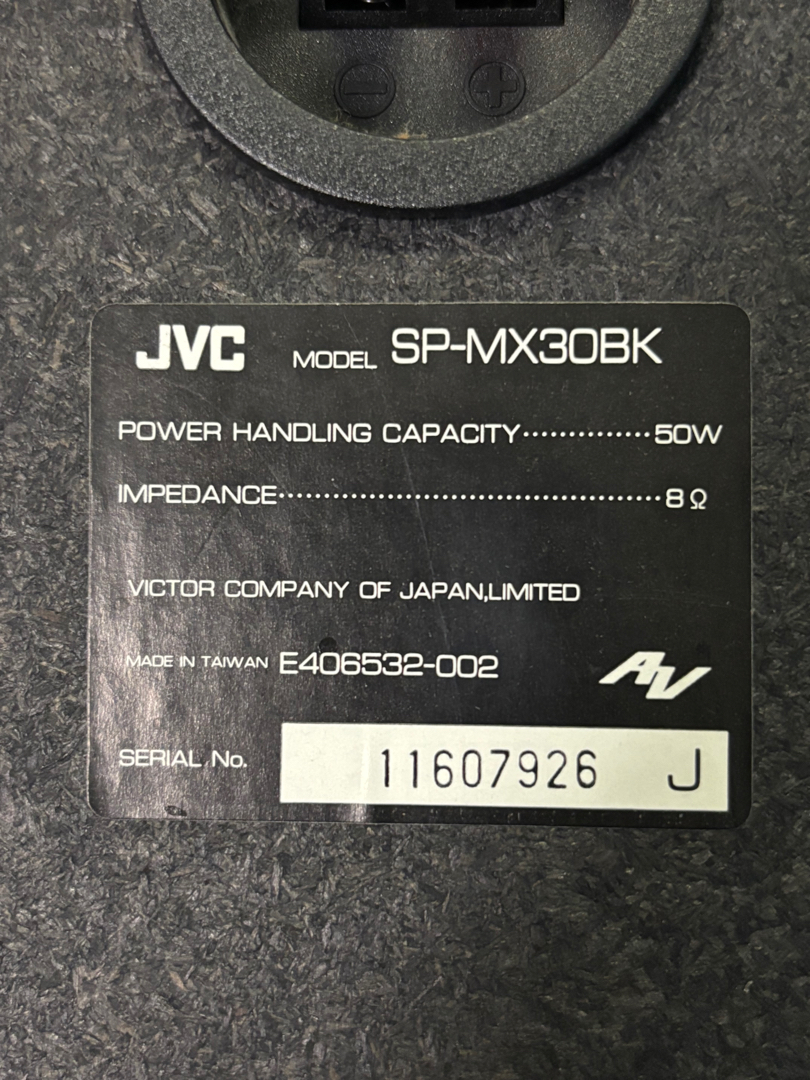 − +
JVC MODEL SP-MX30BK
POWER HANDLING CAPACITY··············50W
IMPEDANCE··········································8Ω
VICTOR COMPANY OF JAPAN,LIMITED
MADE IN TAIWAN E406532-002 AV
SERIAL No. 11607926 J